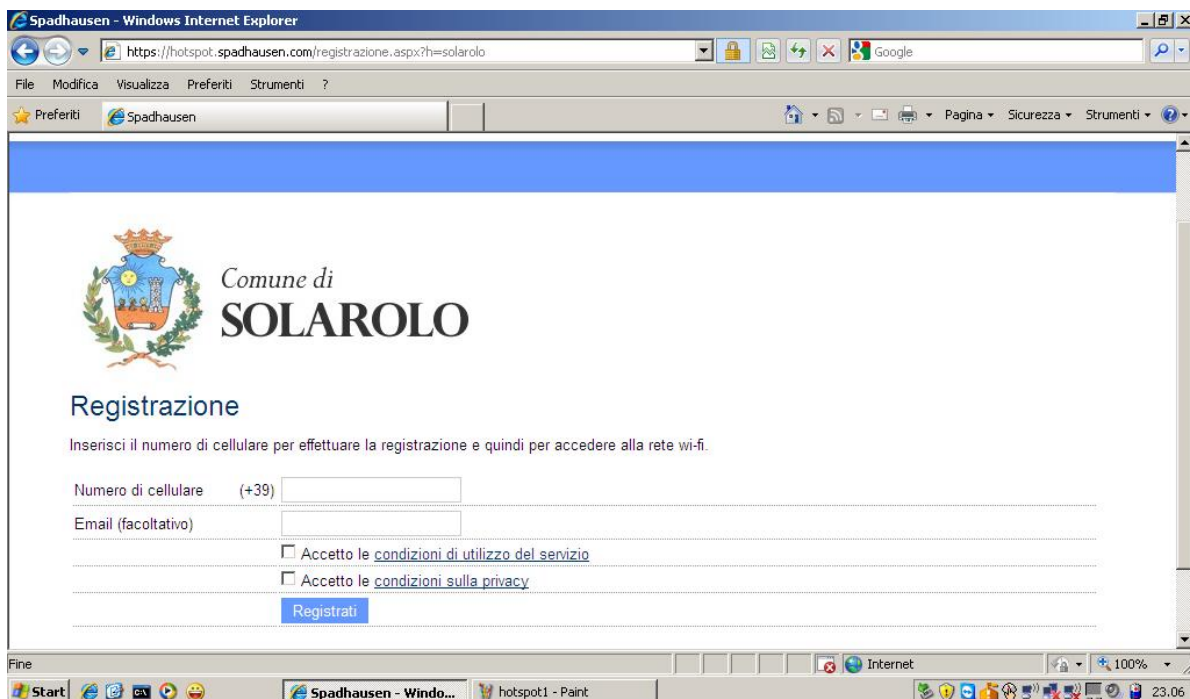 Spadhausen - Windows Internet Explorer
https://hotspot.spadhausen.com/registrazione.aspx?h=solarolo
Google
File Modifica Visualizza Preferiti Strumenti ?
Preferiti Spadhausen Pagina Sicurezza Strumenti
Comune di
SOLAROLO
Registrazione
Inserisci il numero di cellulare per effettuare la registrazione e quindi per accedere alla rete wi-fi.
Numero di cellulare (+39)
Email (facoltativo)
Accetto le condizioni di utilizzo del servizio
Accetto le condizioni sulla privacy
Registrati
Fine Internet 100%
Start Spadhausen - Windo... hotspot1 - Paint 23.06